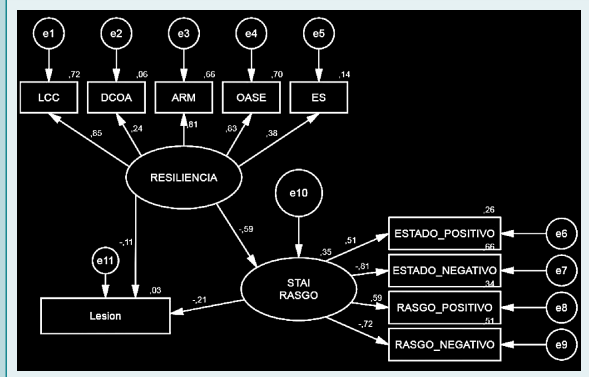 e1 e2 e3 e4 e5
,72 ,06 ,66 ,70 ,14
LCC DCOA ARM OASE ES
,85 ,24 ,81 ,83 ,38
RESILIENCIA
e10
-,59
,26
,35 ,51 ESTADO_POSITIVO e6
-,11
,66
e11 -,81 ESTADO_NEGATIVO e7
STAI
RASGO
,34
,03 -,21 ,59 RASGO_POSITIVO e8
Lesion
,51
-,72 RASGO_NEGATIVO e9